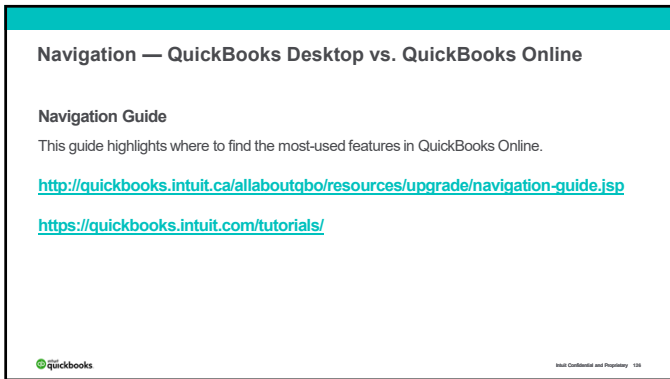 Navigation — QuickBooks Desktop vs. QuickBooks Online
Navigation Guide
This guide highlights where to find the most-used features in QuickBooks Online.
http://quickbooks.intuit.ca/allaboutqbo/resources/upgrade/navigation-guide.jsp
https://quickbooks.intuit.com/tutorials/
intuit
quickbooks
Intuit Confidential and Proprietary 136